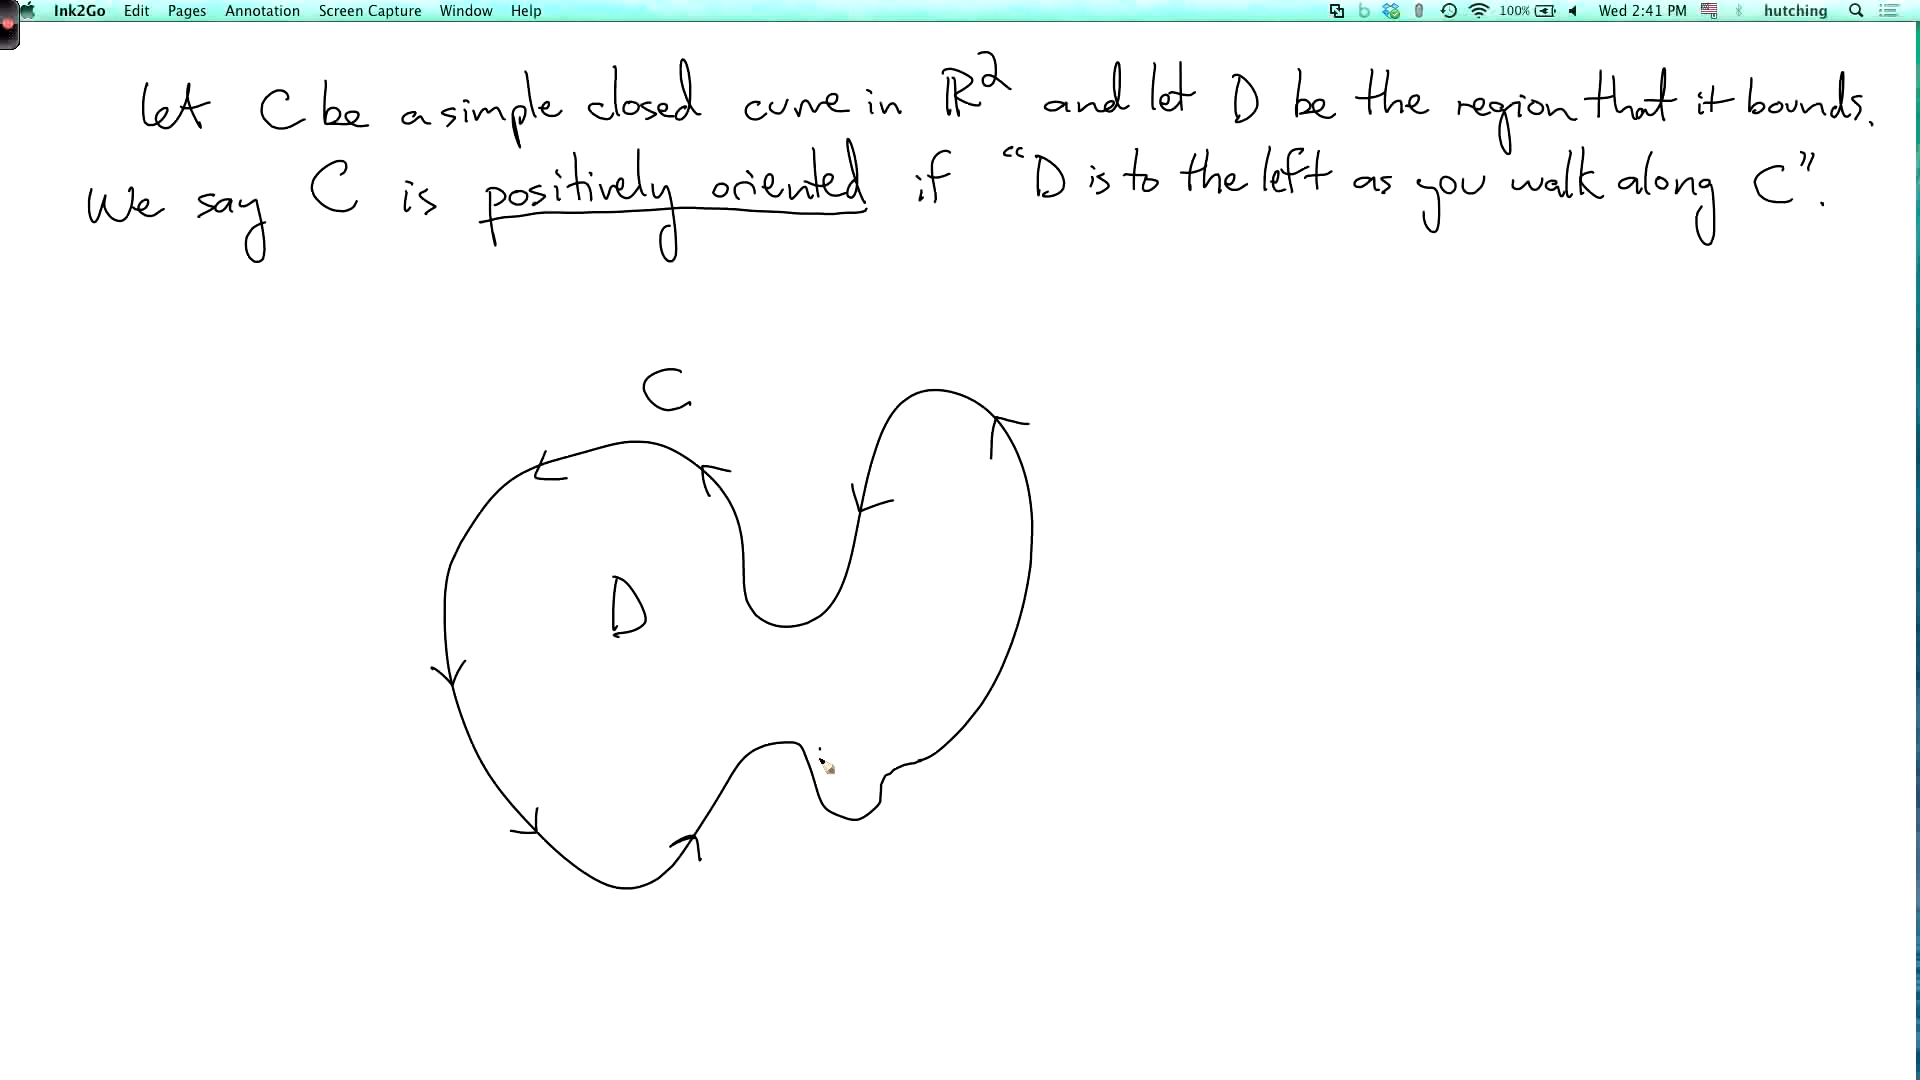 Ink2Go Edit Pages Annotation Screen Capture Window Help 100% Wed 2:41 PM hutching
Let C be a simple closed curve in ℝ² and let D be the region that it bounds.
We say C is positively oriented if “D is to the left as you walk along C”.
C
D